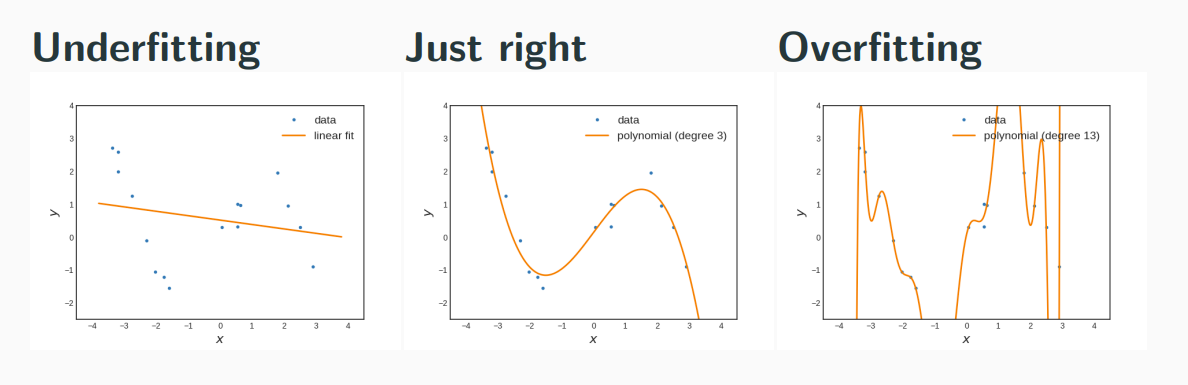 Underfitting
Just right
Overfitting
4
3
2
1
0
−1
−2
y
data
linear fit
−4 −3 −2 −1 0 1 2 3 4
x
4
3
2
1
0
−1
−2
y
data
polynomial (degree 3)
−4 −3 −2 −1 0 1 2 3 4
x
4
3
2
1
0
−1
−2
y
data
polynomial (degree 13)
−4 −3 −2 −1 0 1 2 3 4
x